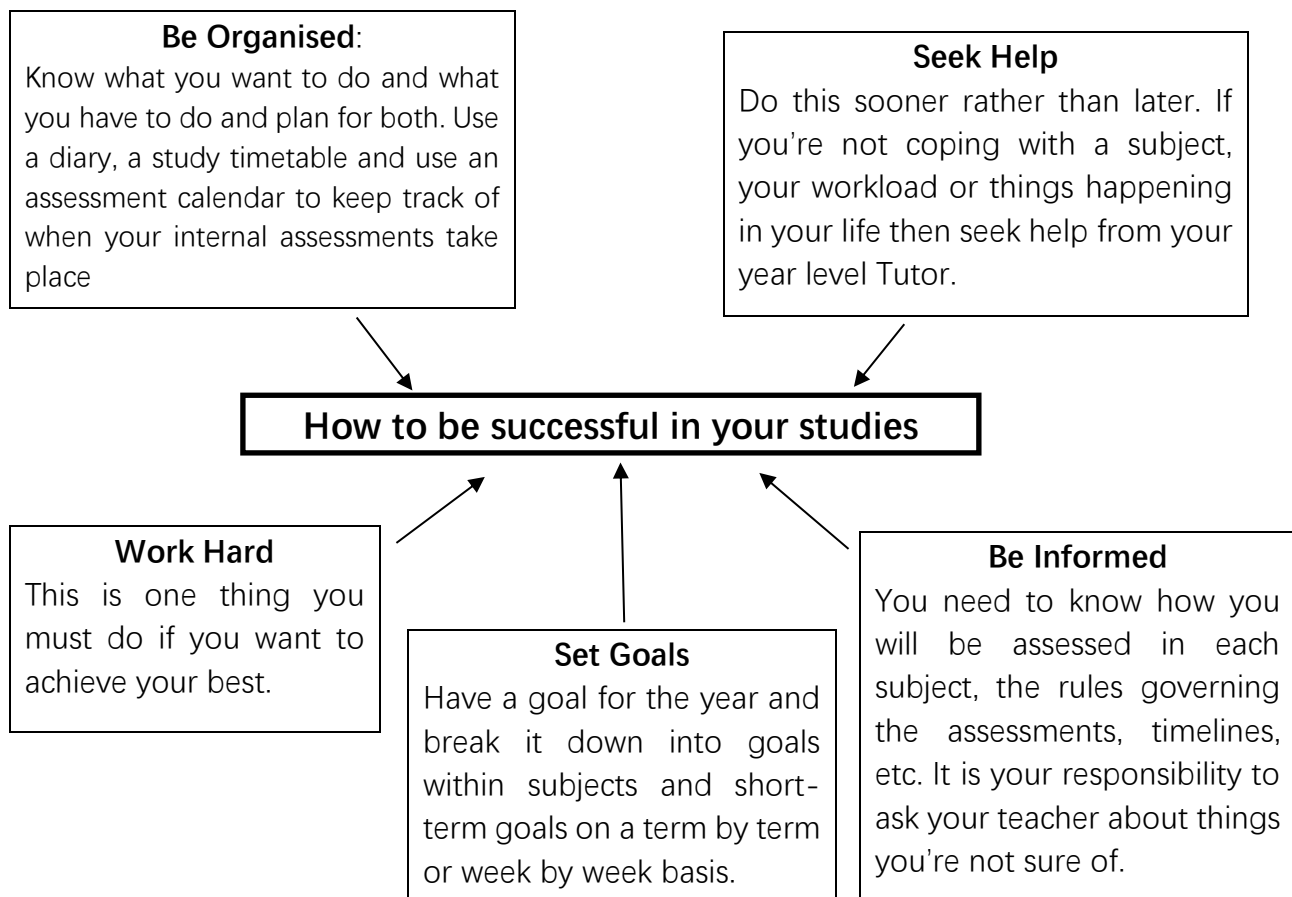 Be Organised:
Know what you want to do and what
you have to do and plan for both. Use
a diary, a study timetable and use an
assessment calendar to keep track of
when your internal assessments take
place
Seek Help
Do this sooner rather than later. If
you're not coping with a subject,
your workload or things happening
in your life then seek help from your
year level Tutor.
How to be successful in your studies
Work Hard
This is one thing you
must do if you want to
achieve your best.
Set Goals
Have a goal for the year and
break it down into goals
within subjects and short-
term goals on a term by term
or week by week basis.
Be Informed
You need to know how you
will be assessed in each
subject, the rules governing
the assessments, timelines,
etc. It is your responsibility to
ask your teacher about things
you're not sure of.